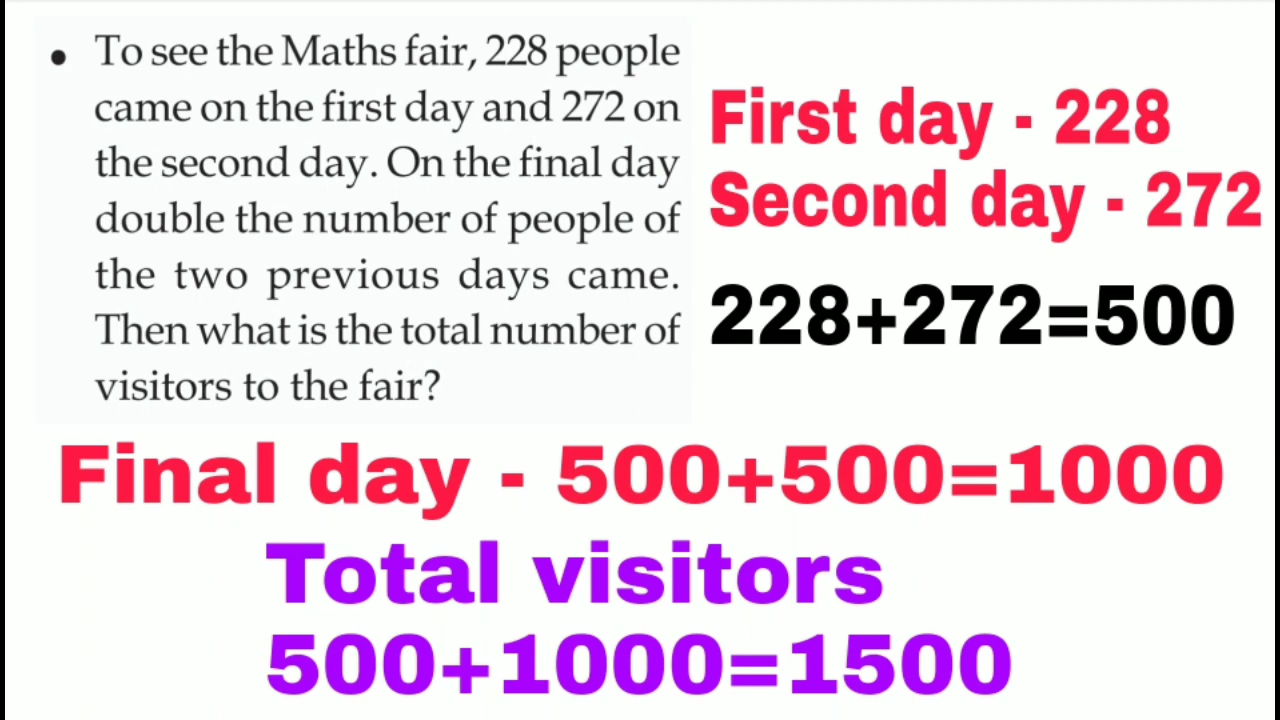 • To see the Maths fair, 228 people
came on the first day and 272 on
the second day. On the final day
double the number of people of
the two previous days came.
Then what is the total number of
visitors to the fair?
First day - 228
Second day - 272
228+272=500
Final day - 500+500=1000
Total visitors
500+1000=1500